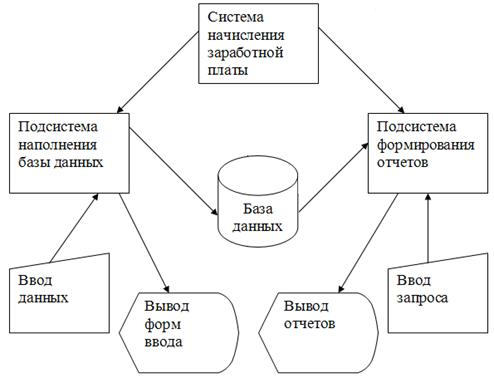 Система
начисления
заработной
платы
Подсистема
наполнения
базы данных
Подсистема
формирования
отчетов
База
данных
Ввод
данных
Вывод
форм
ввода
Вывод
отчетов
Ввод
запроса